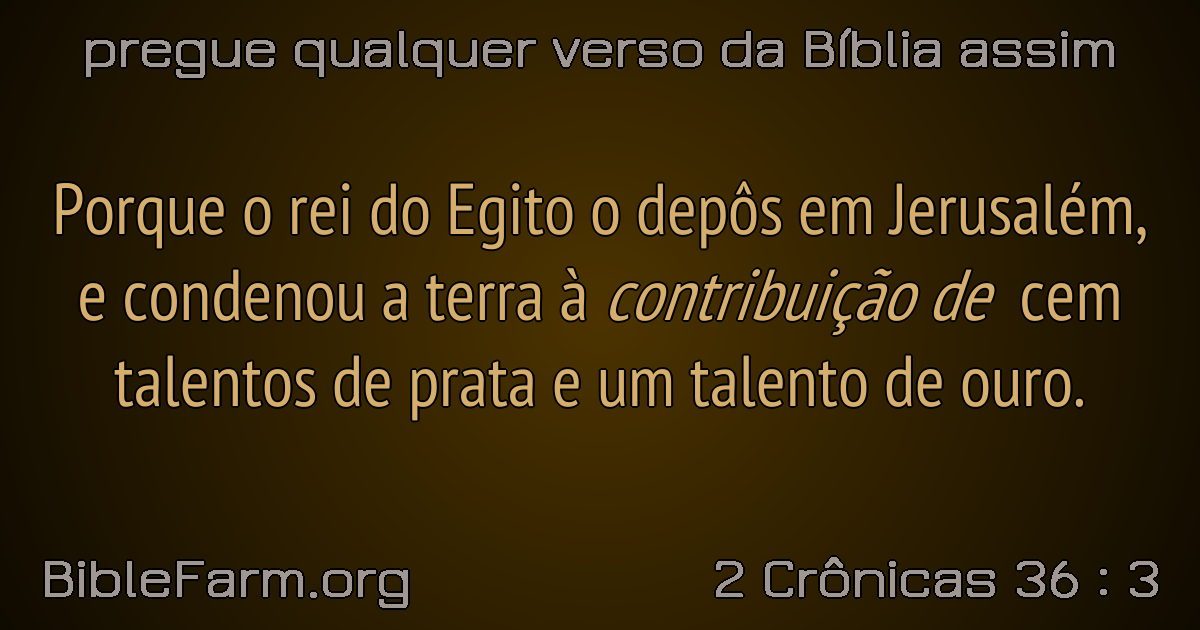 pregue qualquer verso da Bíblia assim
Porque o rei do Egito o depôs em Jerusalém,
e condenou a terra à contribuição de cem
talentos de prata e um talento de ouro.
BibleFarm.org
2 Crônicas 36 : 3